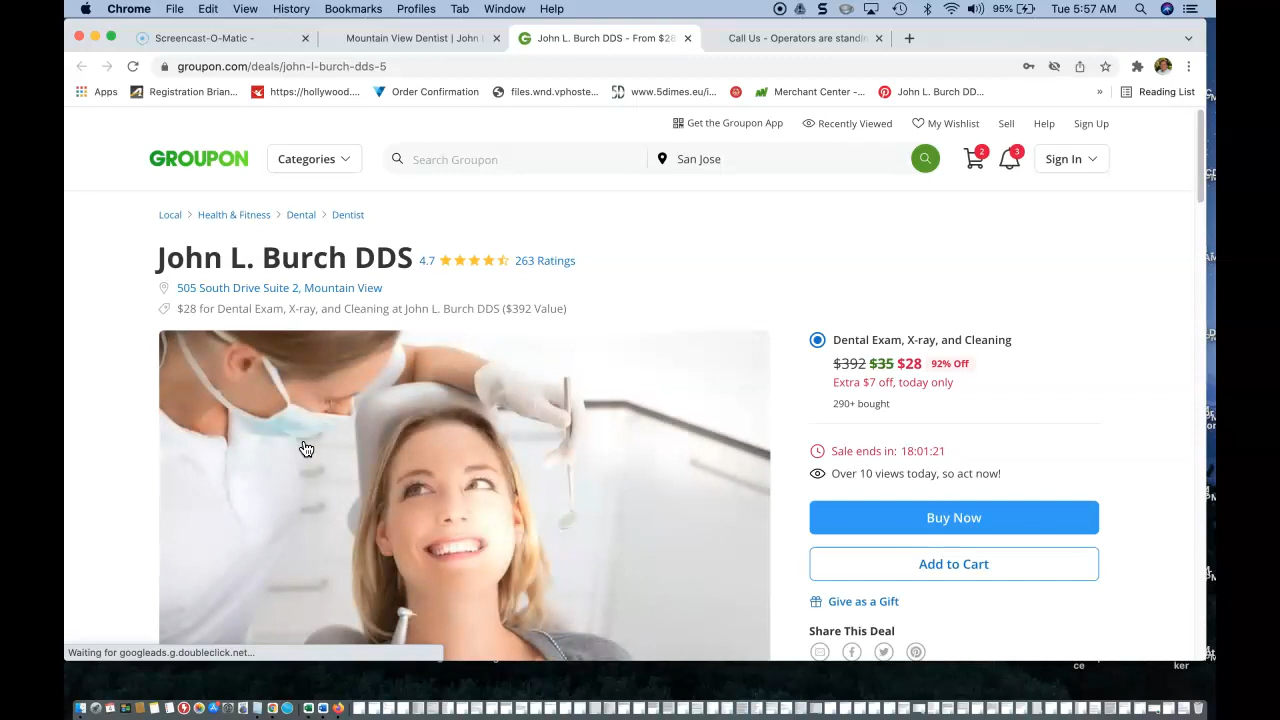 Chrome File Edit View History Bookmarks Profiles Tab Window Help 95% Tue 5:57 AM
Screencast-O-Matic - Mountain View Dentist | John John L. Burch DDS - From $28 Call Us - Operators are standi
groupon.com/deals/john-l-burch-dds-5
Apps Registration Brian... https://hollywood.... Order Confirmation files.wnd.vphoste... www.5dimes.eu/i... Merchant Center -... John L. Burch DD... » Reading List
Get the Groupon App Recently Viewed My Wishlist Sell Help Sign Up
GROUPON Categories Search Groupon San Jose 2 3 Sign In
Local > Health & Fitness > Dental > Dentist
John L. Burch DDS 4.7 263 Ratings
505 South Drive Suite 2, Mountain View
$28 for Dental Exam, X-ray, and Cleaning at John L. Burch DDS ($392 Value)
Dental Exam, X-ray, and Cleaning
$392 $35 $28 92% Off
Extra $7 off, today only
290+ bought
Sale ends in: 18:01:21
Over 10 views today, so act now!
Buy Now
Add to Cart
Give as a Gift
Share This Deal
Waiting for googleads.g.doubleclick.net...
ce ker